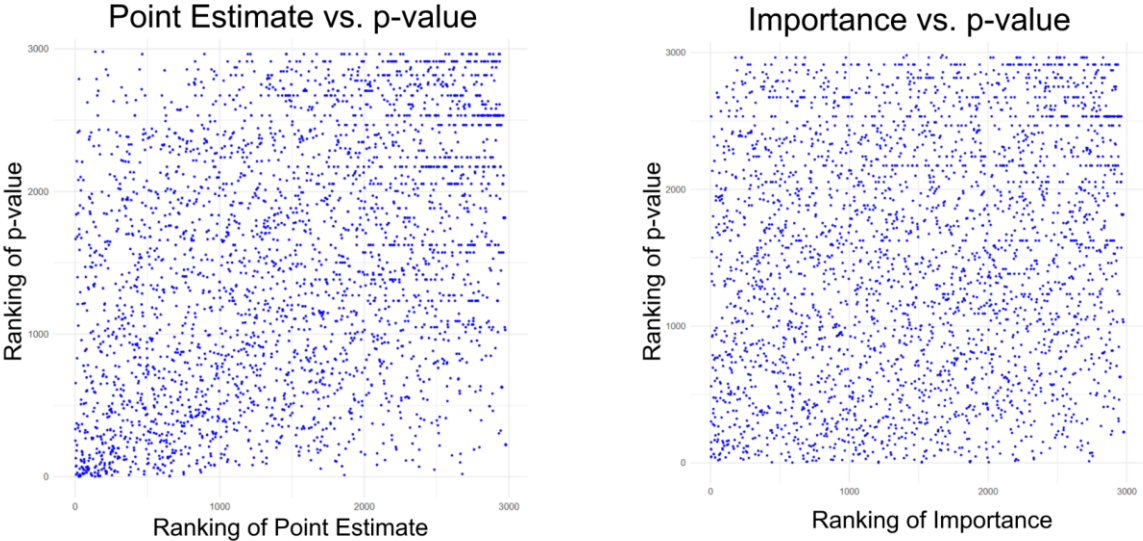 Point Estimate vs. p-value
Ranking of p-value
3000
2000
1000
0
0 1000 2000 3000
Ranking of Point Estimate
Importance vs. p-value
Ranking of p-value
3000
2000
1000
0
0 1000 2000 3000
Ranking of Importance